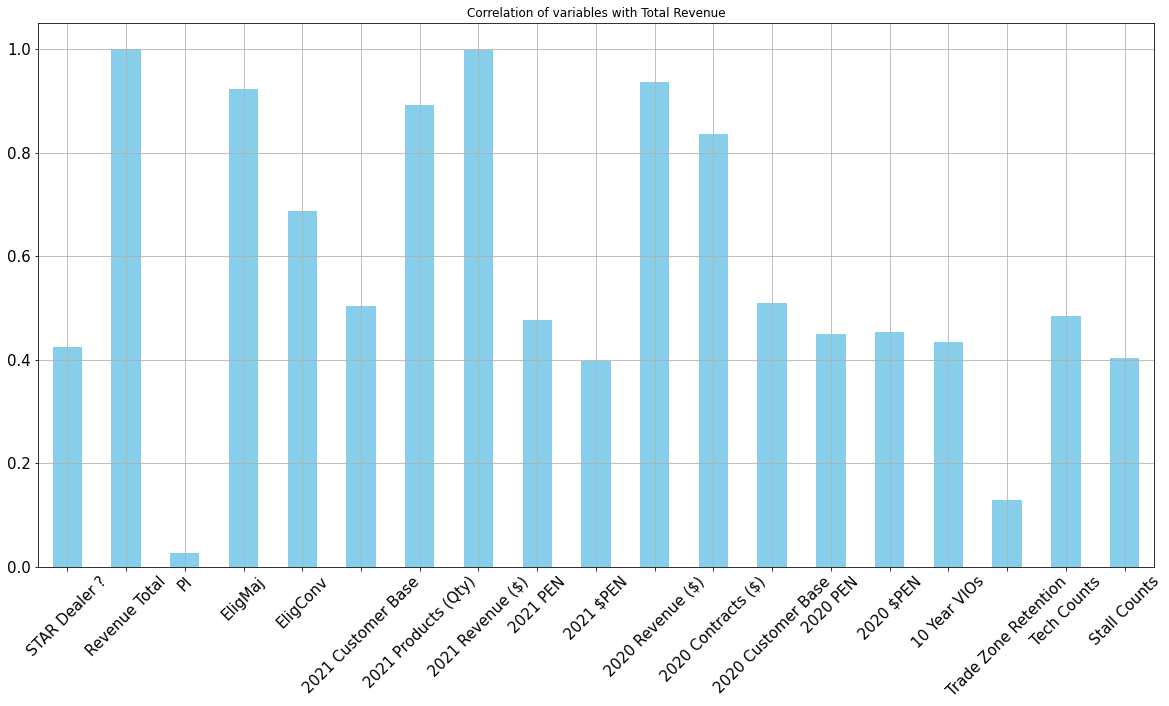 Correlation of variables with Total Revenue
1.0
0.8
0.6
0.4
0.2
0.0
STAR Dealer ?
Revenue Total
PI
EligMaj
EligConv
2021 Customer Base
2021 Products (Qty)
2021 Revenue ($)
2021 PEN
2021 $PEN
2020 Revenue ($)
2020 Contracts ($)
2020 Customer Base
2020 PEN
2020 $PEN
10 Year VIOs
Trade Zone Retention
Tech Counts
Stall Counts